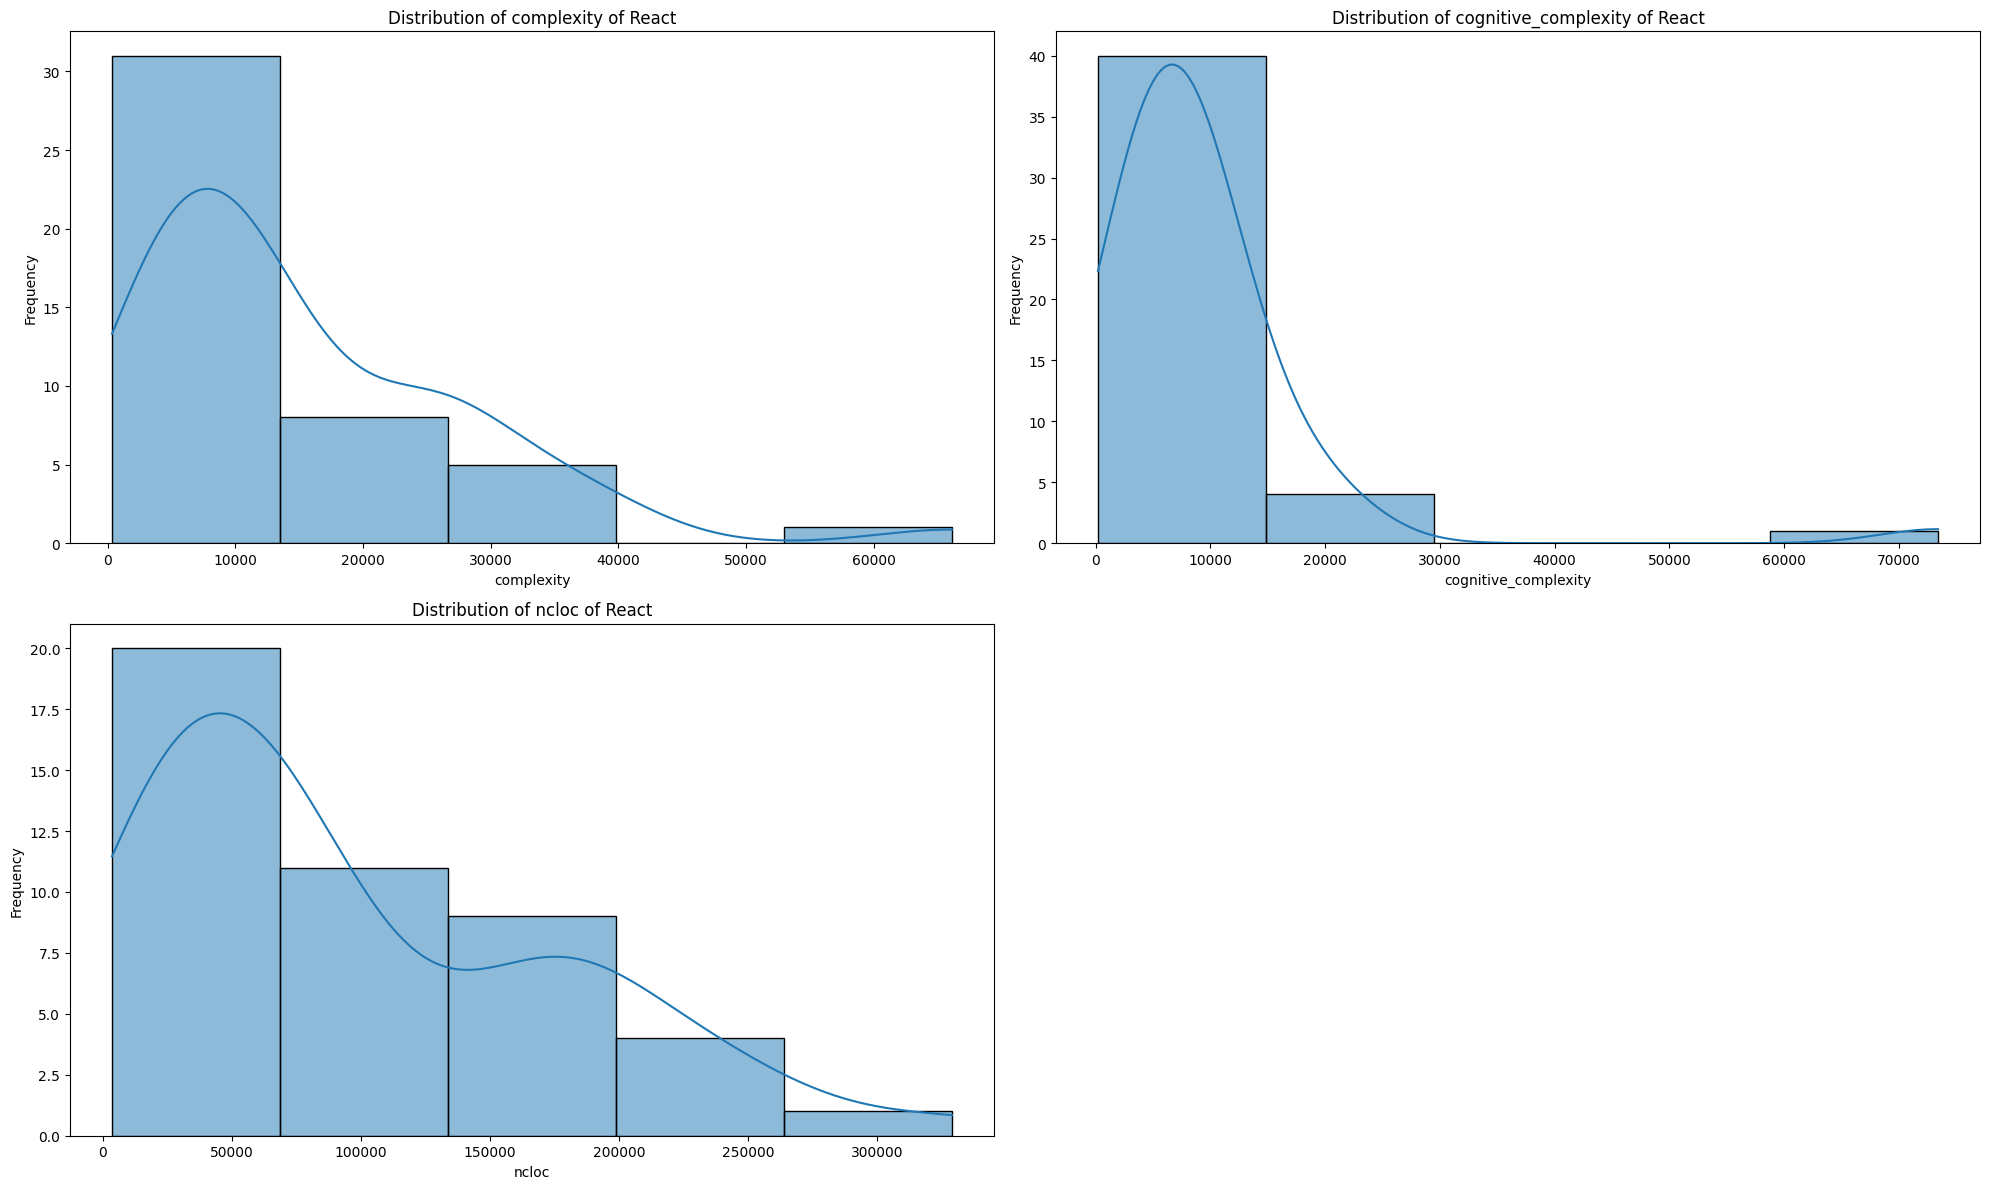 Distribution of complexity of React
Frequency
30
25
20
15
10
5
0
0 10000 20000 30000 40000 50000 60000
complexity
Distribution of cognitive_complexity of React
Frequency
40
35
30
25
20
15
10
5
0
0 10000 20000 30000 40000 50000 60000 70000
cognitive_complexity
Distribution of ncloc of React
Frequency
20.0
17.5
15.0
12.5
10.0
7.5
5.0
2.5
0.0
0 50000 100000 150000 200000 250000 300000
ncloc